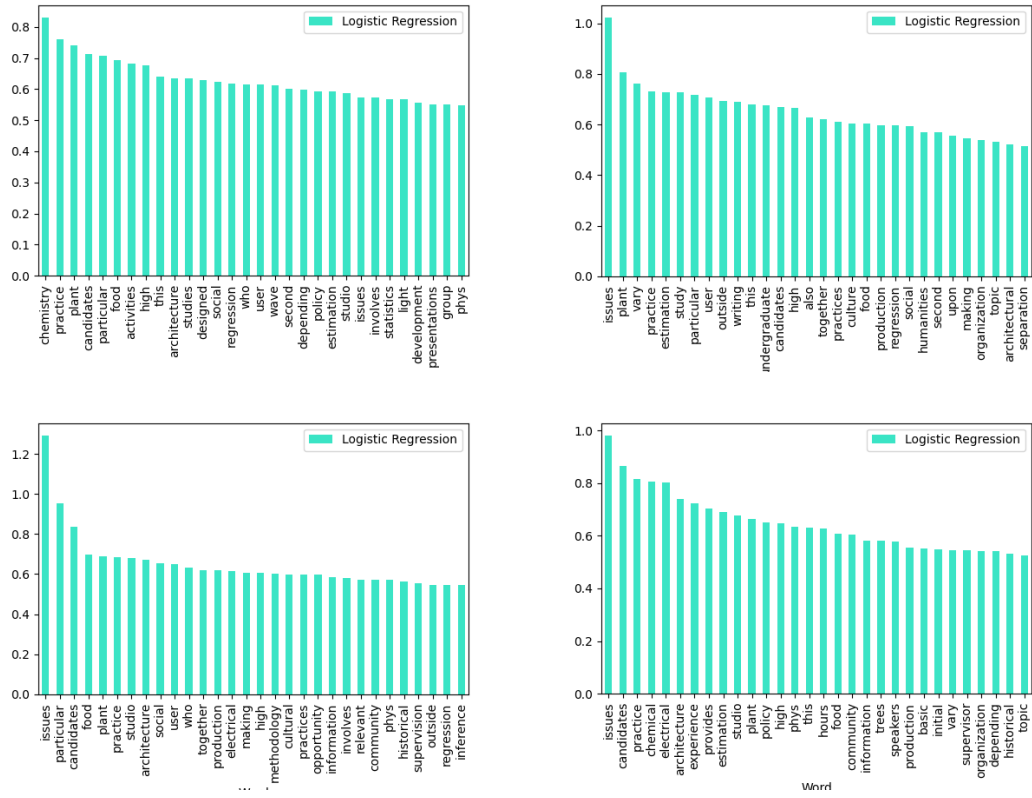 Logistic Regression
0.8
0.7
0.6
0.5
0.4
0.3
0.2
0.1
0.0
chemistry
practice
plant
candidates
particular
food
activities
high
this
architecture
studies
designed
social
regression
who
user
wave
second
depending
policy
estimation
studio
issues
involves
statistics
light
development
presentations
group
phys
Logistic Regression
1.0
0.8
0.6
0.4
0.2
0.0
issues
plant
vary
practice
estimation
study
particular
user
outside
writing
this
undergraduate
candidates
high
also
together
practices
culture
food
production
regression
social
humanities
second
upon
making
organization
topic
architectural
separation
Logistic Regression
1.2
1.0
0.8
0.6
0.4
0.2
0.0
issues
particular
candidates
food
plant
practice
studio
architecture
social
user
who
together
production
electrical
making
high
methodology
cultural
practices
opportunity
information
involves
relevant
community
phys
historical
supervision
outside
regression
inference
Logistic Regression
1.0
0.8
0.6
0.4
0.2
0.0
issues
candidates
practice
chemical
electrical
architecture
experience
provides
estimation
studio
plant
policy
high
phys
this
hours
food
community
information
trees
speakers
production
basic
initial
vary
supervisor
organization
depending
historical
topic
Word